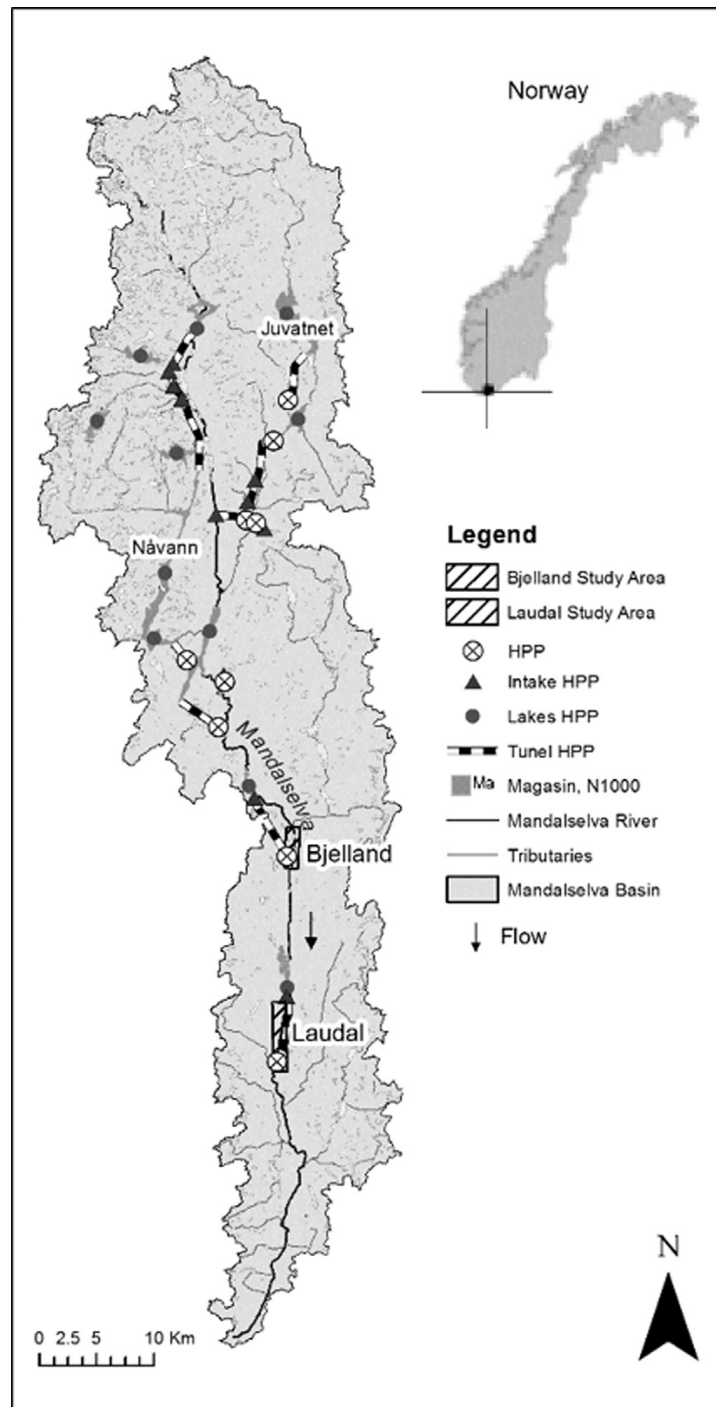 Norway
Juvatnet
Nåvann
Mandalselva
Bjelland
Laudal
Legend
Bjelland Study Area
Laudal Study Area
HPP
Intake HPP
Lakes HPP
Tunel HPP
Ma Magasin, N1000
Mandalselva River
Tributaries
Mandalselva Basin
Flow
N
0 2.5 5 10 Km